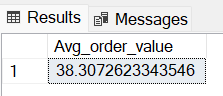 Results Messages
Avg_order_value
1 38.3072623343546